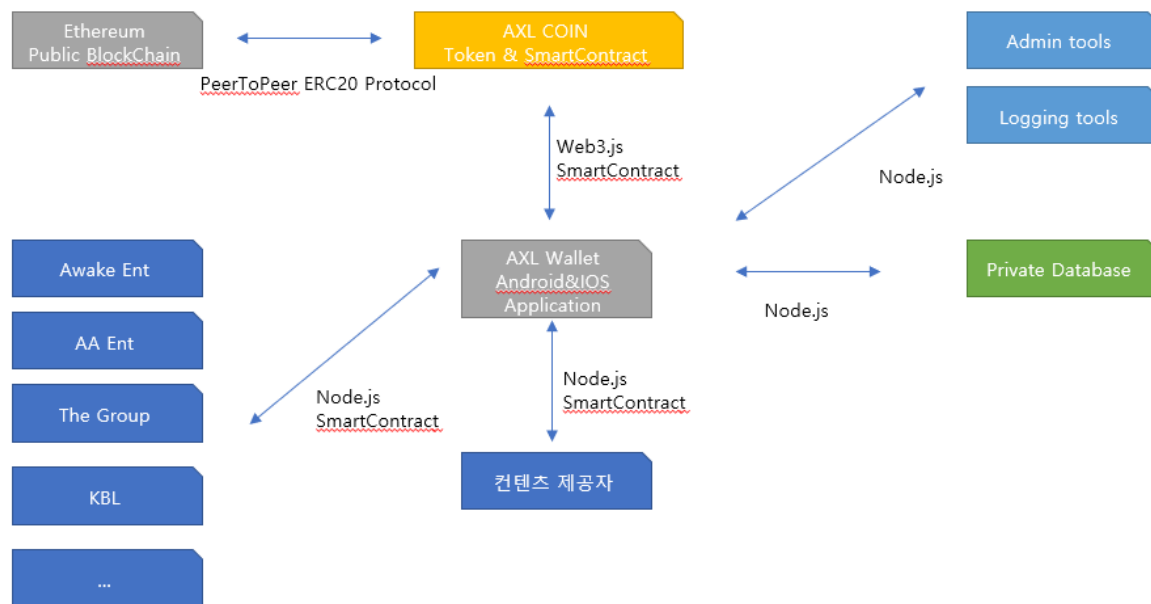 Ethereum
Public BlockChain
AXL COIN
Token & SmartContract
PeerToPeer ERC20 Protocol
Admin tools
Logging tools
Web3.js
SmartContract
Node.js
Awake Ent
AA Ent
The Group
KBL
...
AXL Wallet
Android&IOS
Application
Private Database
Node.js
Node.js
SmartContract
Node.js
SmartContract
컨텐츠 제공자